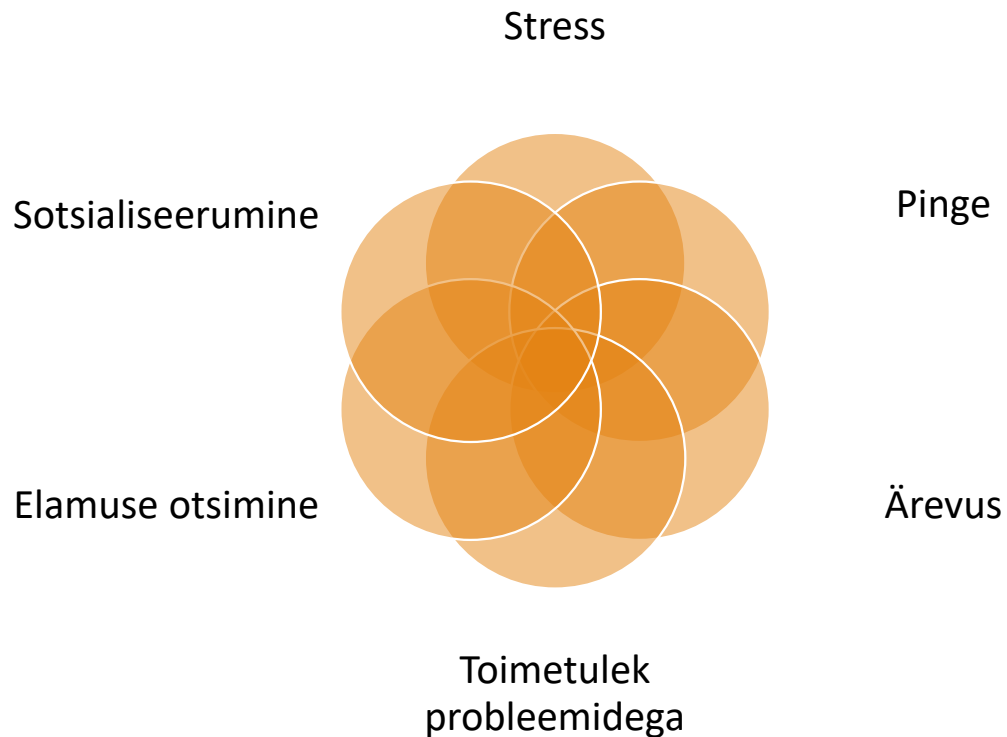 Stress
Sotsialiseerumine
Pinge
Elamuse otsimine
Ärevus
Toimetulek
probleemidega